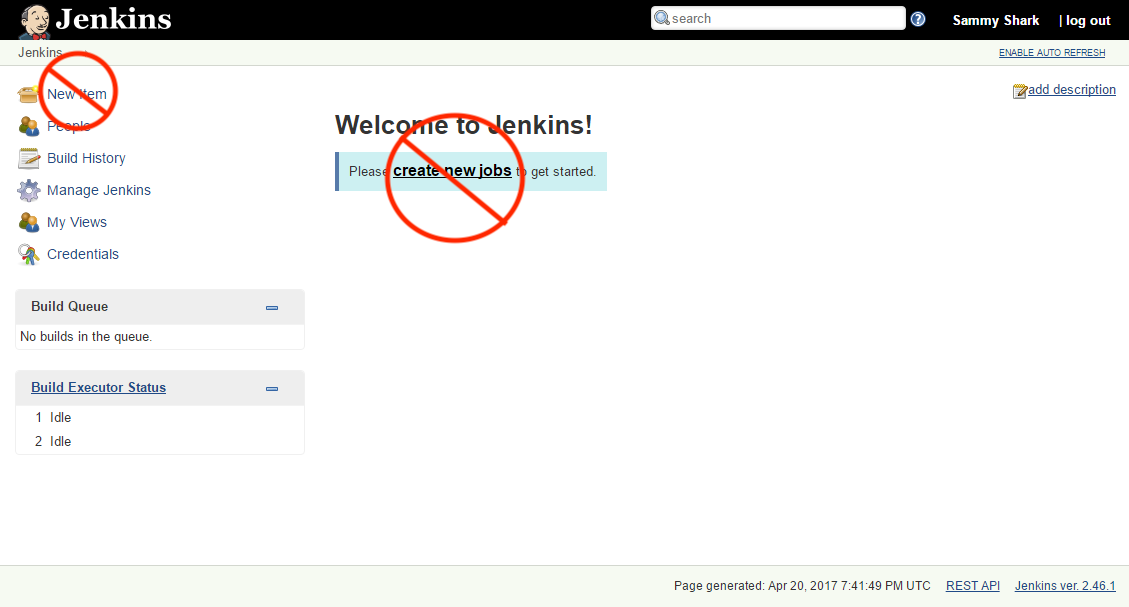 Jenkins
search
Sammy Shark | log out
Jenkins
ENABLE AUTO REFRESH
New Item
People
Build History
Manage Jenkins
My Views
Credentials
add description
Welcome to Jenkins!
Please create new jobs to get started.
Build Queue
No builds in the queue.
Build Executor Status
1 Idle
2 Idle
Page generated: Apr 20, 2017 7:41:49 PM UTC REST API Jenkins ver. 2.46.1